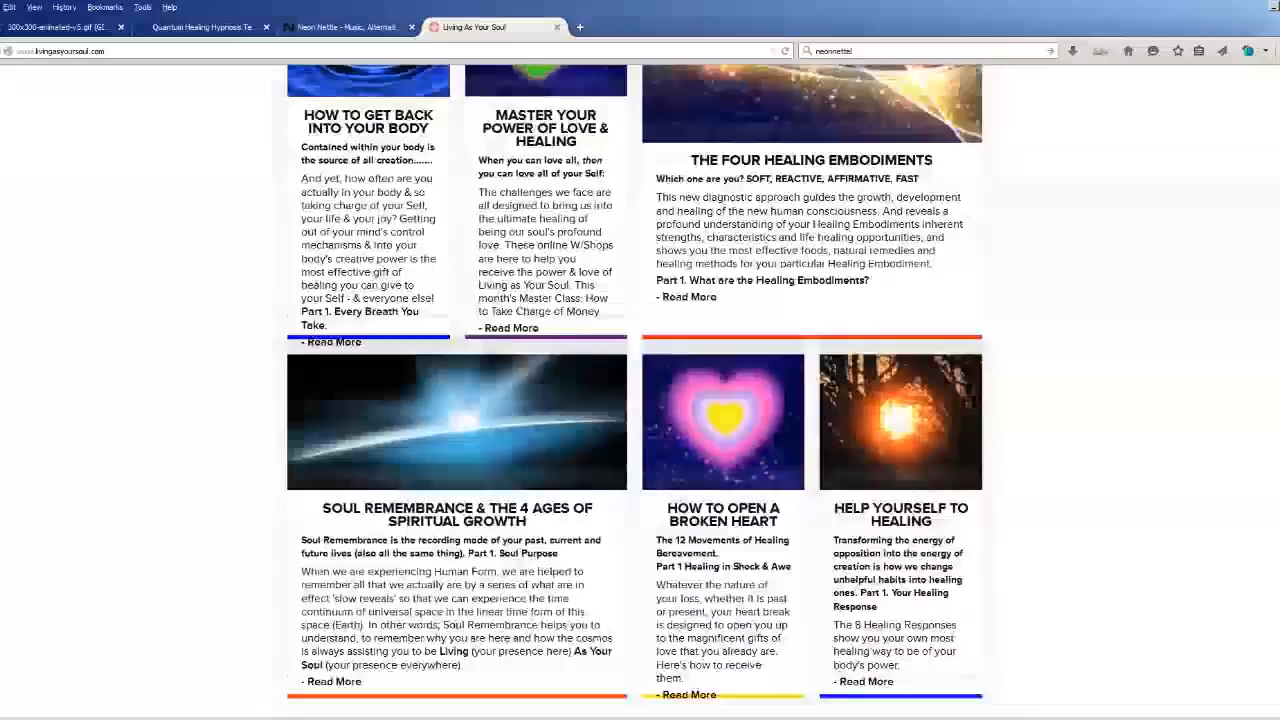 Edit View History Bookmarks Tools Help
300x300-animated-v5.gif (GI...
Quantum Healing Hypnosis Te...
Neon Nettle - Music, Alternati...
Living As Your Soul
www.livingasyoursoul.com
neonnettel
HOW TO GET BACK
INTO YOUR BODY
Contained within your body is
the source of all creation.......
And yet, how often are you
actually in your body & so
taking charge of your Self,
your life & your joy? Getting
out of your mind's control
mechanisms & into your
body's creative power is the
most effective gift of
healing you can give to
your Self - & everyone else!
Part 1. Every Breath You
Take.
- Read More
MASTER YOUR
POWER OF LOVE &
HEALING
When you can love all, then
you can love all of your Self:
The challenges we face are
all designed to bring us into
the ultimate healing of
being our soul's profound
love. These online W/Shops
are here to help you
receive the power & love of
Living as Your Soul. This
month's Master Class: How
to Take Charge of Money
- Read More
THE FOUR HEALING EMBODIMENTS
Which one are you? SOFT, REACTIVE, AFFIRMATIVE, FAST
This new diagnostic approach guides the growth, development
and healing of the new human consciousness. And reveals a
profound understanding of your Healing Embodiments inherent
strengths, characteristics and life healing opportunities, and
shows you the most effective foods, natural remedies and
healing methods for your particular Healing Embodiment.
Part 1. What are the Healing Embodiments?
- Read More
SOUL REMEMBRANCE & THE 4 AGES OF
SPIRITUAL GROWTH
Soul Remembrance is the recording made of your past, current and
future lives (also all the same thing). Part 1. Soul Purpose
When we are experiencing Human Form, we are helped to
remember all that we actually are by a series of what are in
effect 'slow reveals' so that we can experience the time
continuum of universal space in the linear time form of this
space (Earth). In other words; Soul Remembrance helps you to
understand, to remember why you are here and how the cosmos
is always assisting you to be Living (your presence here) As Your
Soul (your presence everywhere).
- Read More
HOW TO OPEN A
BROKEN HEART
The 12 Movements of Healing
Bereavement.
Part 1 Healing in Shock & Awe
Whatever the nature of
your loss, whether it is past
or present, your heart break
is designed to open you up
to the magnificent gifts of
love that you already are.
Here's how to receive
them.
- Read More
HELP YOURSELF TO
HEALING
Transforming the energy of
opposition into the energy of
creation is how we change
unhelpful habits into healing
ones. Part 1. Your Healing
Response
The 8 Healing Responses
show you your own most
healing way to be of your
body's power.
- Read More